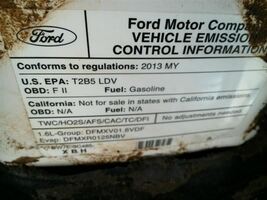 Ford
Ford Motor Comp
VEHICLE EMISSION
CONTROL INFORMATION
Conforms to regulations: 2013 MY
U.S. EPA: T2B5 LDV
OBD: F II Fuel: Gasoline
California: Not for sale in states with California emissions.
OBD: N/A Fuel: N/A
TWC/HO2S/AFS/CAC/TC/DFI No adjustments needed.
1.6L-Group: DFMXV01.6VDF
Evap: DFMXR0125NBV
X B H